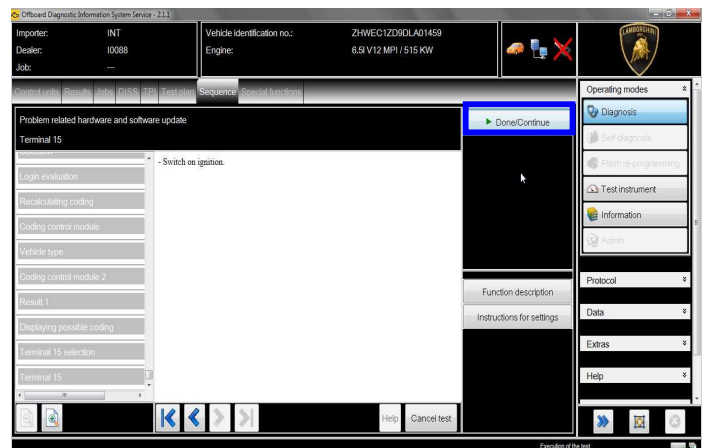 Offboard Diagnostic Information System Service - 2.1.1
Importer: INT
Dealer: I0088
Job: ---
Vehicle identification no.: ZHWEC1ZD9DLA01459
Engine: 6.5l V12 MPI / 515 KW
LAMBORGHINI
Control units Results Jobs DISS TPI Test plan Sequence Special functions
Operating modes
Problem related hardware and software update
Terminal 15
Done/Continue
Diagnosis
Self-diagnosis
Flash re-programming
Test instrument
Information
Admin
- Switch on ignition.
Login evaluation
Recalculating coding
Coding control module
Vehicle type
Coding control module 2
Result 1
Displaying possible coding
Terminal 15 selection
Terminal 15
Function description
Instructions for settings
Protocol
Data
Extras
Help
Help Cancel test
Execution of the test